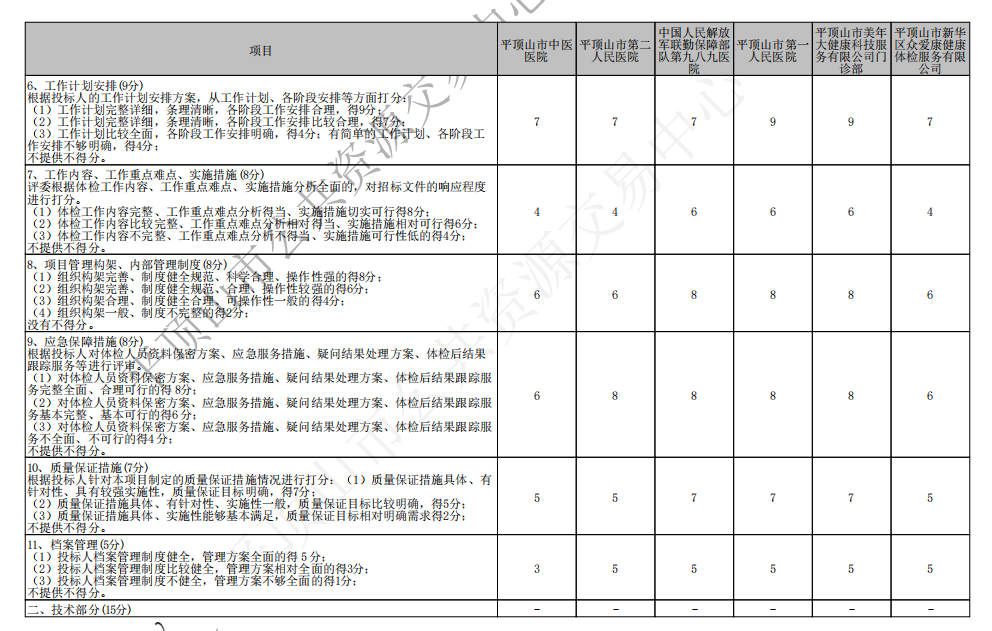 项目
平顶山市中医
医院
平顶山市第二
人民医院
中国人民解放
军联勤保障部
队第九八九医
院
平顶山市第一
人民医院
平顶山市美年
大健康科技服
务有限公司门
诊部
平顶山市新华
区众爱康健康
体检服务有限
公司
6、工作计划安排(9分)
根据投标人的工作计划安排方案，从工作计划、各阶段安排等方面打分：
（1）工作计划完整详细，条理清晰，各阶段工作安排合理，得9分；
（2）工作计划完整详细，条理清晰，各阶段工作安排比较合理，得7分；
（3）工作计划比较全面，各阶段工作安排明确，得4分；有简单的工作计划、各阶段工
作安排不够明确，得4分；
不提供不得分。
7 7 7 9 9 7
7、工作内容、工作重点难点、实施措施(8分)
评委根据体检工作内容、工作重点难点、实施措施分析全面的，对招标文件的响应程度
进行打分。
（1）体检工作内容完整、工作重点难点分析得当、实施措施切实可行得8分；
（2）体检工作内容比较完整、工作重点难点分析相对得当、实施措施相对可行得6分；
（3）体检工作内容不完整、工作重点难点分析不得当、实施措施可行性低的得4分；
不提供不得分。
4 4 6 6 6 4
8、项目管理构架、内部管理制度(8分)
（1）组织构架完善、制度健全规范、科学合理、操作性强的得8分；
（2）组织构架完善、制度健全规范、合理、操作性较强的得6分；
（3）组织构架合理、制度健全合理、可操作性一般的得4分；
（4）组织构架一般、制度不完整的得2分；
没有不得分。
6 6 8 8 8 6
9、应急保障措施(8分)
根据投标人对体检人员资料保密方案、应急服务措施、疑问结果处理方案、体检后结果
跟踪服务等进行评审。
（1）对体检人员资料保密方案、应急服务措施、疑问结果处理方案、体检后结果跟踪服
务完整全面、合理可行的得 8分；
（2）对体检人员资料保密方案、应急服务措施、疑问结果处理方案、体检后结果跟踪服
务基本完整、基本可行的得6 分；
（3）对体检人员资料保密方案、应急服务措施、疑问结果处理方案、体检后结果跟踪服
务不全面、不可行的得4 分；
不提供不得分。
6 8 8 8 8 6
10、质量保证措施(7分)
根据投标人针对本项目制定的质量保证措施情况进行打分：（1）质量保证措施具体、有
针对性、具有较强实施性，质量保证目标明确，得7分；
（2）质量保证措施具体、有针对性、实施性一般，质量保证目标比较明确，得5分；
（3）质量保证措施具体、实施性能够基本满足，质量保证目标相对明确需求得2分；
不提供不得分。
5 5 7 7 7 5
11、档案管理(5分)
（1）投标人档案管理制度健全，管理方案全面的得 5 分；
（2）投标人档案管理制度比较健全，管理方案相对全面的得3分；
（3）投标人档案管理制度不健全，管理方案不够全面的得1分；
不提供不得分。
3 5 5 5 5 5
二、技术部分(15分)
－ － － － － －
平顶山市公共资源交易中心
平顶山市公共资源交易中心